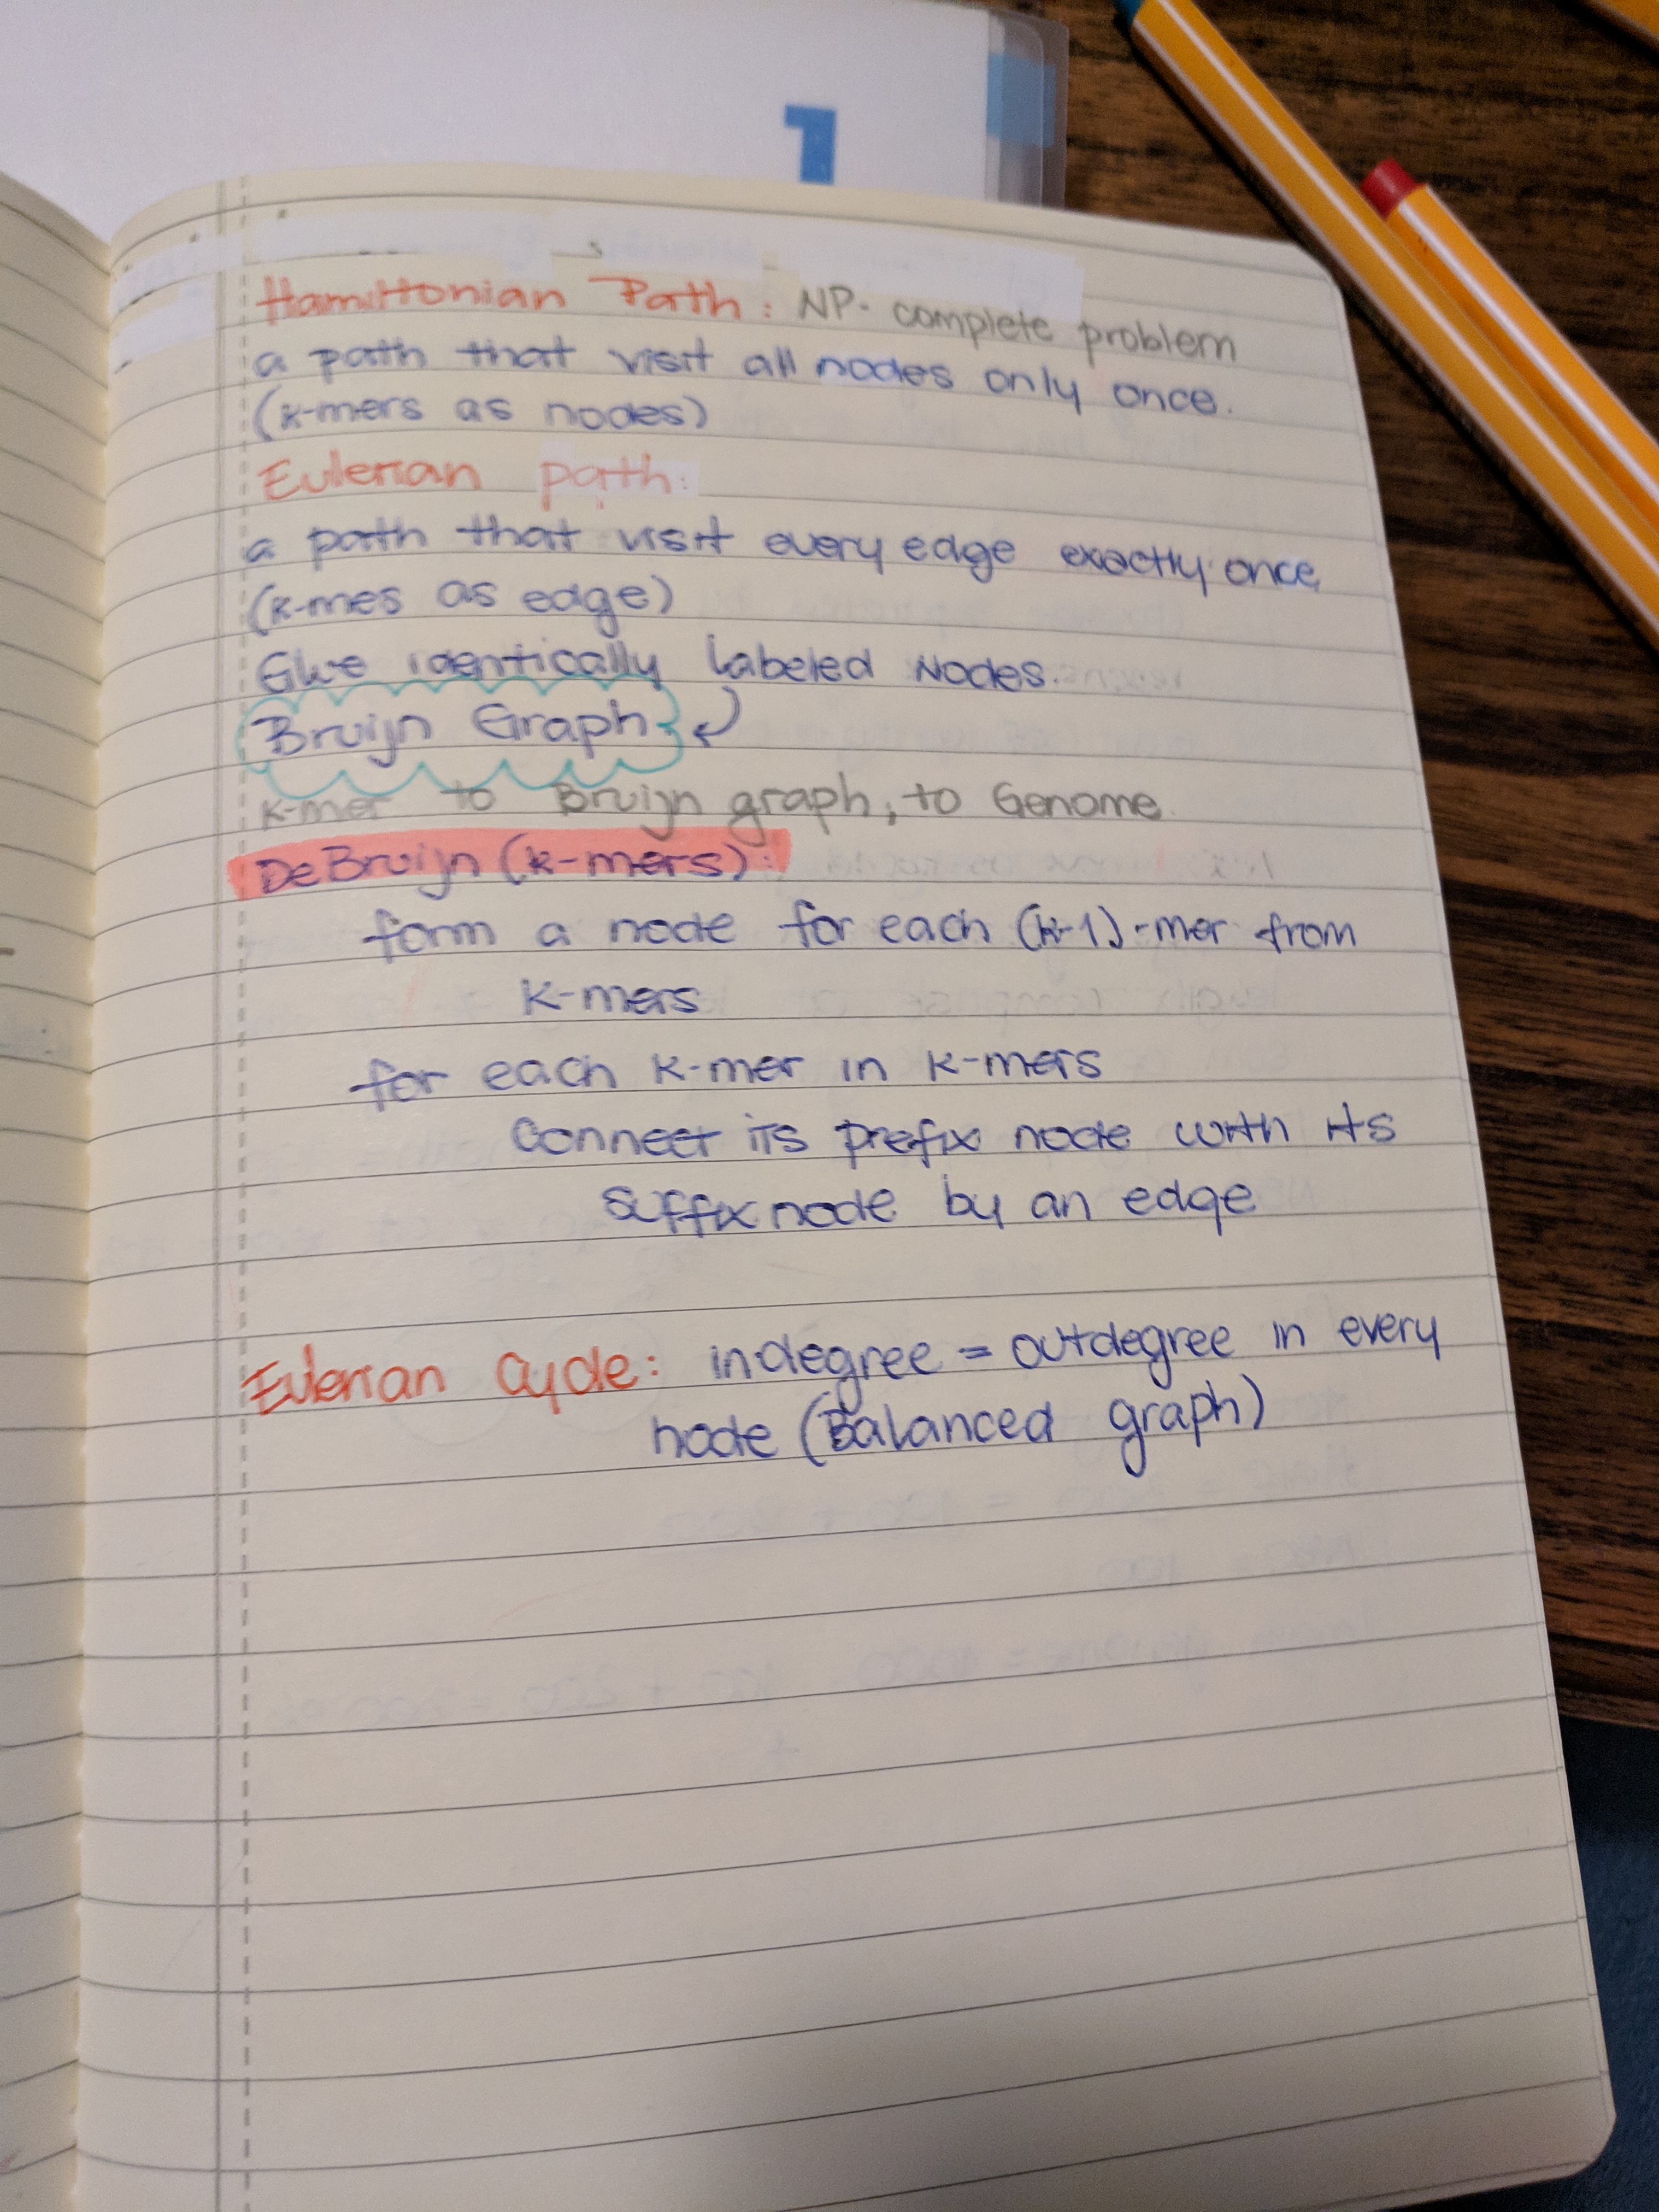 1
Hamiltonian Path: NP-complete problem
a path that visit all nodes only once.
(k-mers as nodes)
Eulerian path:
a path that visit every edge exactly once
(k-mes as edge)
Glue identically labeled Nodes.
Bruijn Graph
k-mer to Bruijn graph, to Genome.
DeBruijn (k-mers):
form a node for each (k-1)-mer from
k-mers
for each k-mer in k-mers
connect its prefix node with its
suffix node by an edge
Eulerian Cycle: indegree = outdegree in every
node (Balanced graph)